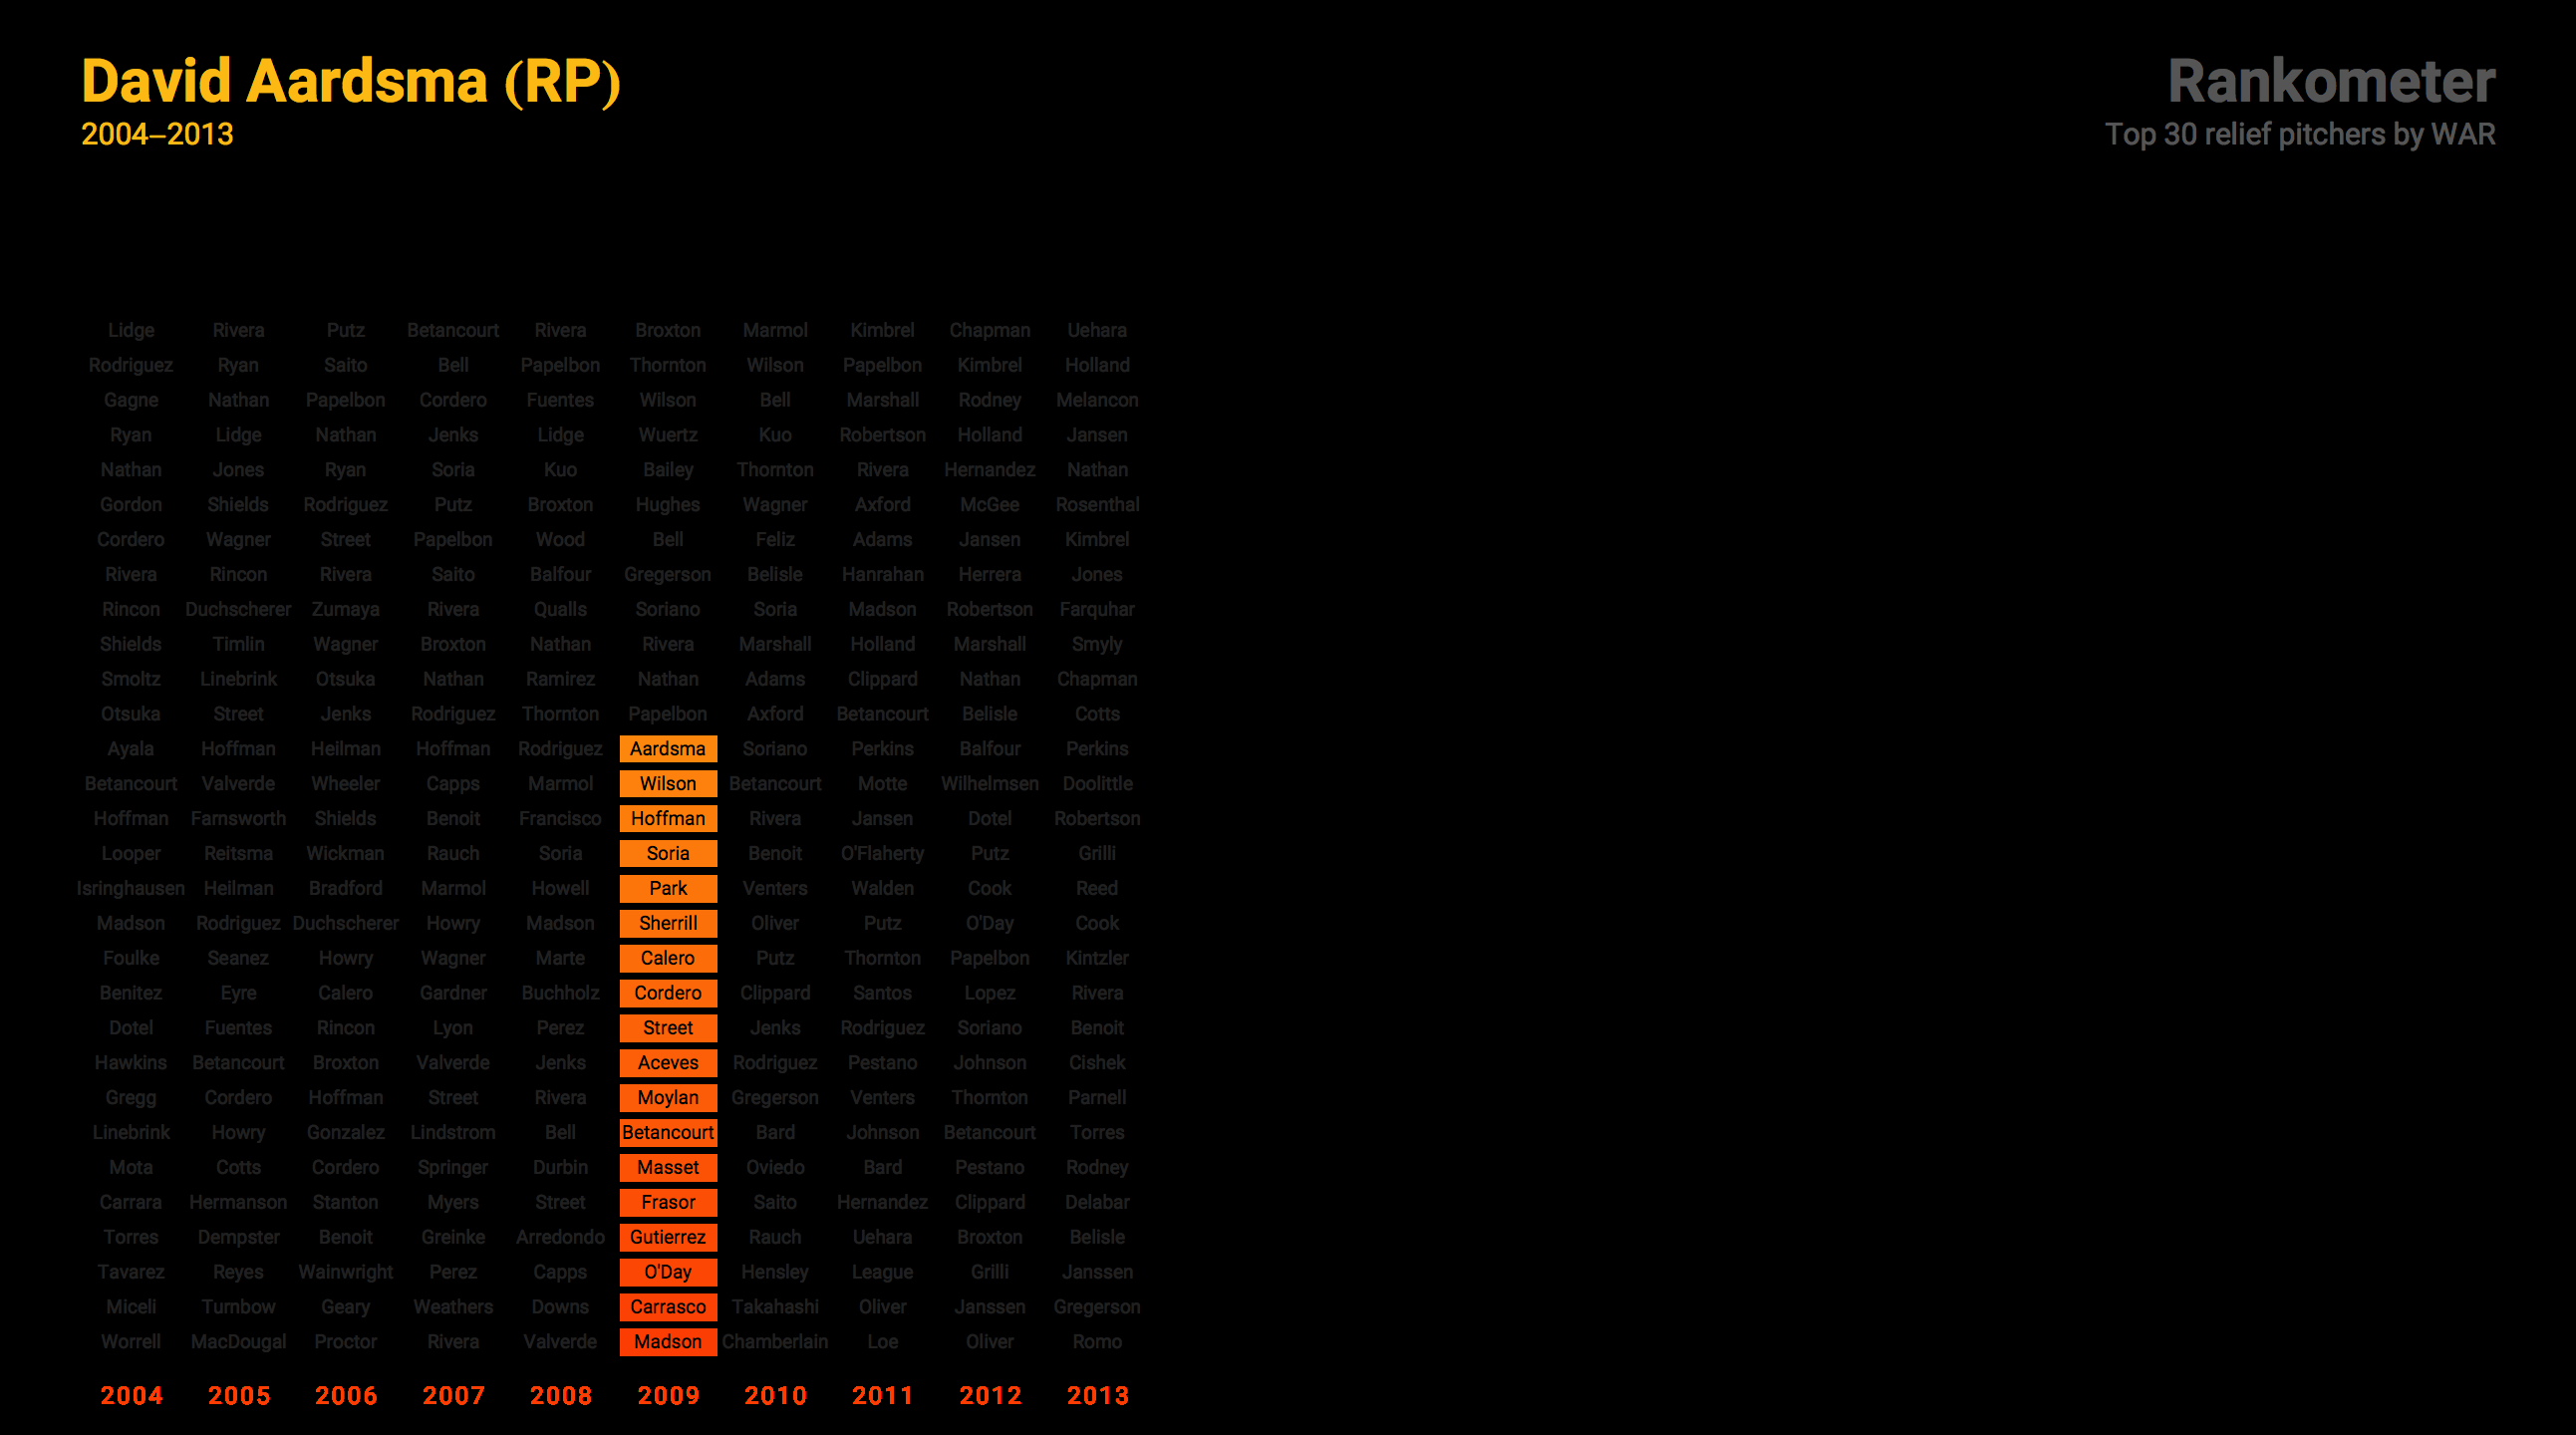 David Aardsma (RP)
2004–2013
Rankometer
Top 30 relief pitchers by WAR
Lidge Rivera Putz Betancourt Rivera Broxton Marmol Kimbrel Chapman Uehara
Rodriguez Ryan Saito Bell Papelbon Thornton Wilson Papelbon Kimbrel Holland
Gagne Nathan Papelbon Cordero Fuentes Wilson Bell Marshall Rodney Melancon
Ryan Lidge Nathan Jenks Lidge Wuertz Kuo Robertson Holland Jansen
Nathan Jones Ryan Soria Kuo Bailey Thornton Rivera Hernandez Nathan
Gordon Shields Rodriguez Putz Broxton Hughes Wagner Axford McGee Rosenthal
Cordero Wagner Street Papelbon Wood Bell Feliz Adams Jansen Kimbrel
Rivera Rincon Rivera Saito Balfour Gregerson Belisle Hanrahan Herrera Jones
Rincon Duchscherer Zumaya Rivera Qualls Soriano Soria Madson Robertson Farquhar
Shields Timlin Wagner Broxton Nathan Rivera Marshall Holland Marshall Smyly
Smoltz Linebrink Otsuka Nathan Ramirez Nathan Adams Clippard Nathan Chapman
Otsuka Street Jenks Rodriguez Thornton Papelbon Axford Betancourt Belisle Cotts
Ayala Hoffman Heilman Hoffman Rodriguez Aardsma Soriano Perkins Balfour Perkins
Betancourt Valverde Wheeler Capps Marmol Wilson Betancourt Motte Wilhelmsen Doolittle
Hoffman Farnsworth Shields Benoit Francisco Hoffman Rivera Jansen Dotel Robertson
Looper Reitsma Wickman Rauch Soria Soria Benoit O'Flaherty Putz Grilli
Isringhausen Heilman Bradford Marmol Howell Park Venters Walden Cook Reed
Madson Rodriguez Duchscherer Howry Madson Sherrill Oliver Putz O'Day Cook
Foulke Seanez Howry Wagner Marte Calero Putz Thornton Papelbon Kintzler
Benitez Eyre Calero Gardner Buchholz Cordero Clippard Santos Lopez Rivera
Dotel Fuentes Rincon Lyon Perez Street Jenks Rodriguez Soriano Benoit
Hawkins Betancourt Broxton Valverde Jenks Aceves Rodriguez Pestano Johnson Cishek
Gregg Cordero Hoffman Street Rivera Moylan Gregerson Venters Thornton Parnell
Linebrink Howry Gonzalez Lindstrom Bell Betancourt Bard Johnson Betancourt Torres
Mota Cotts Cordero Springer Durbin Masset Oviedo Bard Pestano Rodney
Carrara Hermanson Stanton Myers Street Frasor Saito Hernandez Clippard Delabar
Torres Dempster Benoit Greinke Arredondo Gutierrez Rauch Uehara Broxton Belisle
Tavarez Reyes Wainwright Perez Capps O'Day Hensley League Grilli Janssen
Miceli Turnbow Geary Weathers Downs Carrasco Takahashi Oliver Janssen Gregerson
Worrell MacDougal Proctor Rivera Valverde Madson Chamberlain Loe Oliver Romo
2004 2005 2006 2007 2008 2009 2010 2011 2012 2013